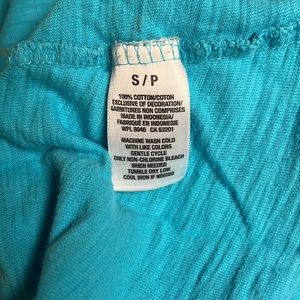 S / P
100% COTTON/COTON
EXCLUSIVE OF DECORATION/
GARNITURES NON COMPRISES
MADE IN INDONESIA/
FABRIQUÉ EN INDONESIE
WPL 8046 CA 53201
MACHINE WASH COLD
WITH LIKE COLORS
GENTLE CYCLE
ONLY NON-CHLORINE BLEACH
WHEN NEEDED
TUMBLE DRY LOW
COOL IRON IF NEEDED